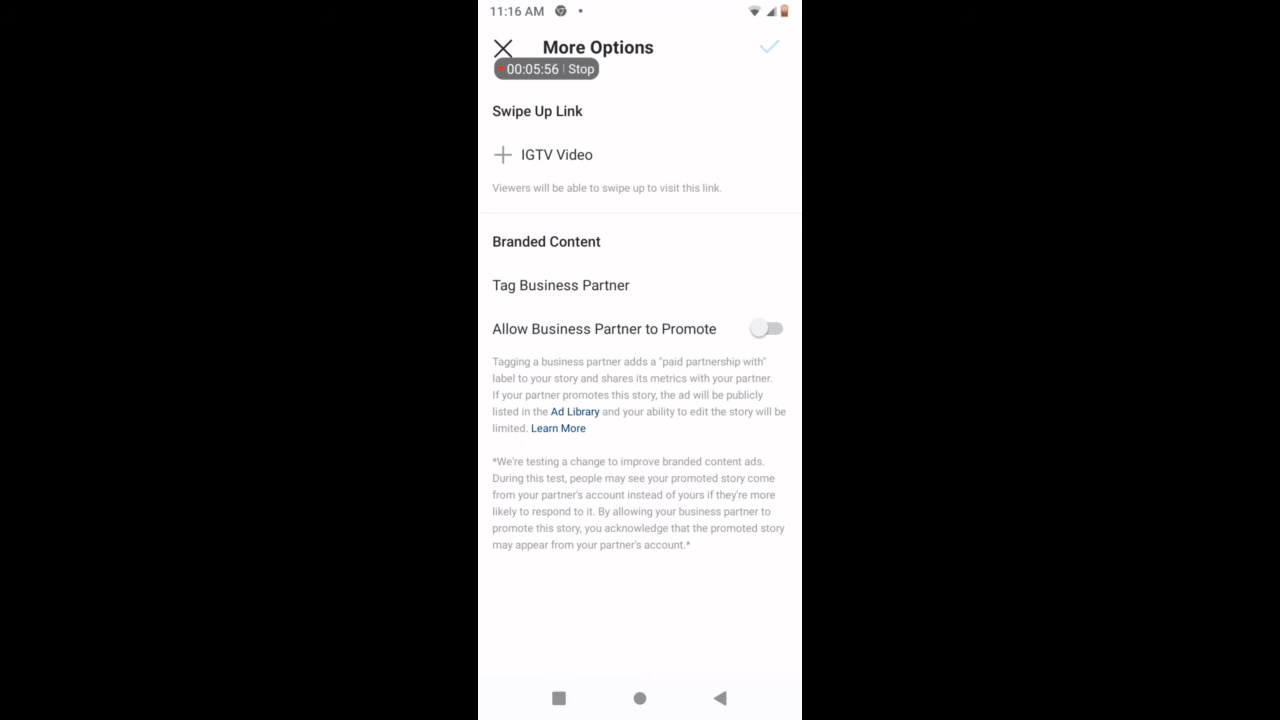 11:16 AM
More Options
00:05:56 | Stop
Swipe Up Link
IGTV Video
Viewers will be able to swipe up to visit this link.
Branded Content
Tag Business Partner
Allow Business Partner to Promote
Tagging a business partner adds a "paid partnership with"
label to your story and shares its metrics with your partner.
If your partner promotes this story, the ad will be publicly
listed in the Ad Library and your ability to edit the story will be
limited. Learn More
*We're testing a change to improve branded content ads.
During this test, people may see your promoted story come
from your partner's account instead of yours if they're more
likely to respond to it. By allowing your business partner to
promote this story, you acknowledge that the promoted story
may appear from your partner's account.*